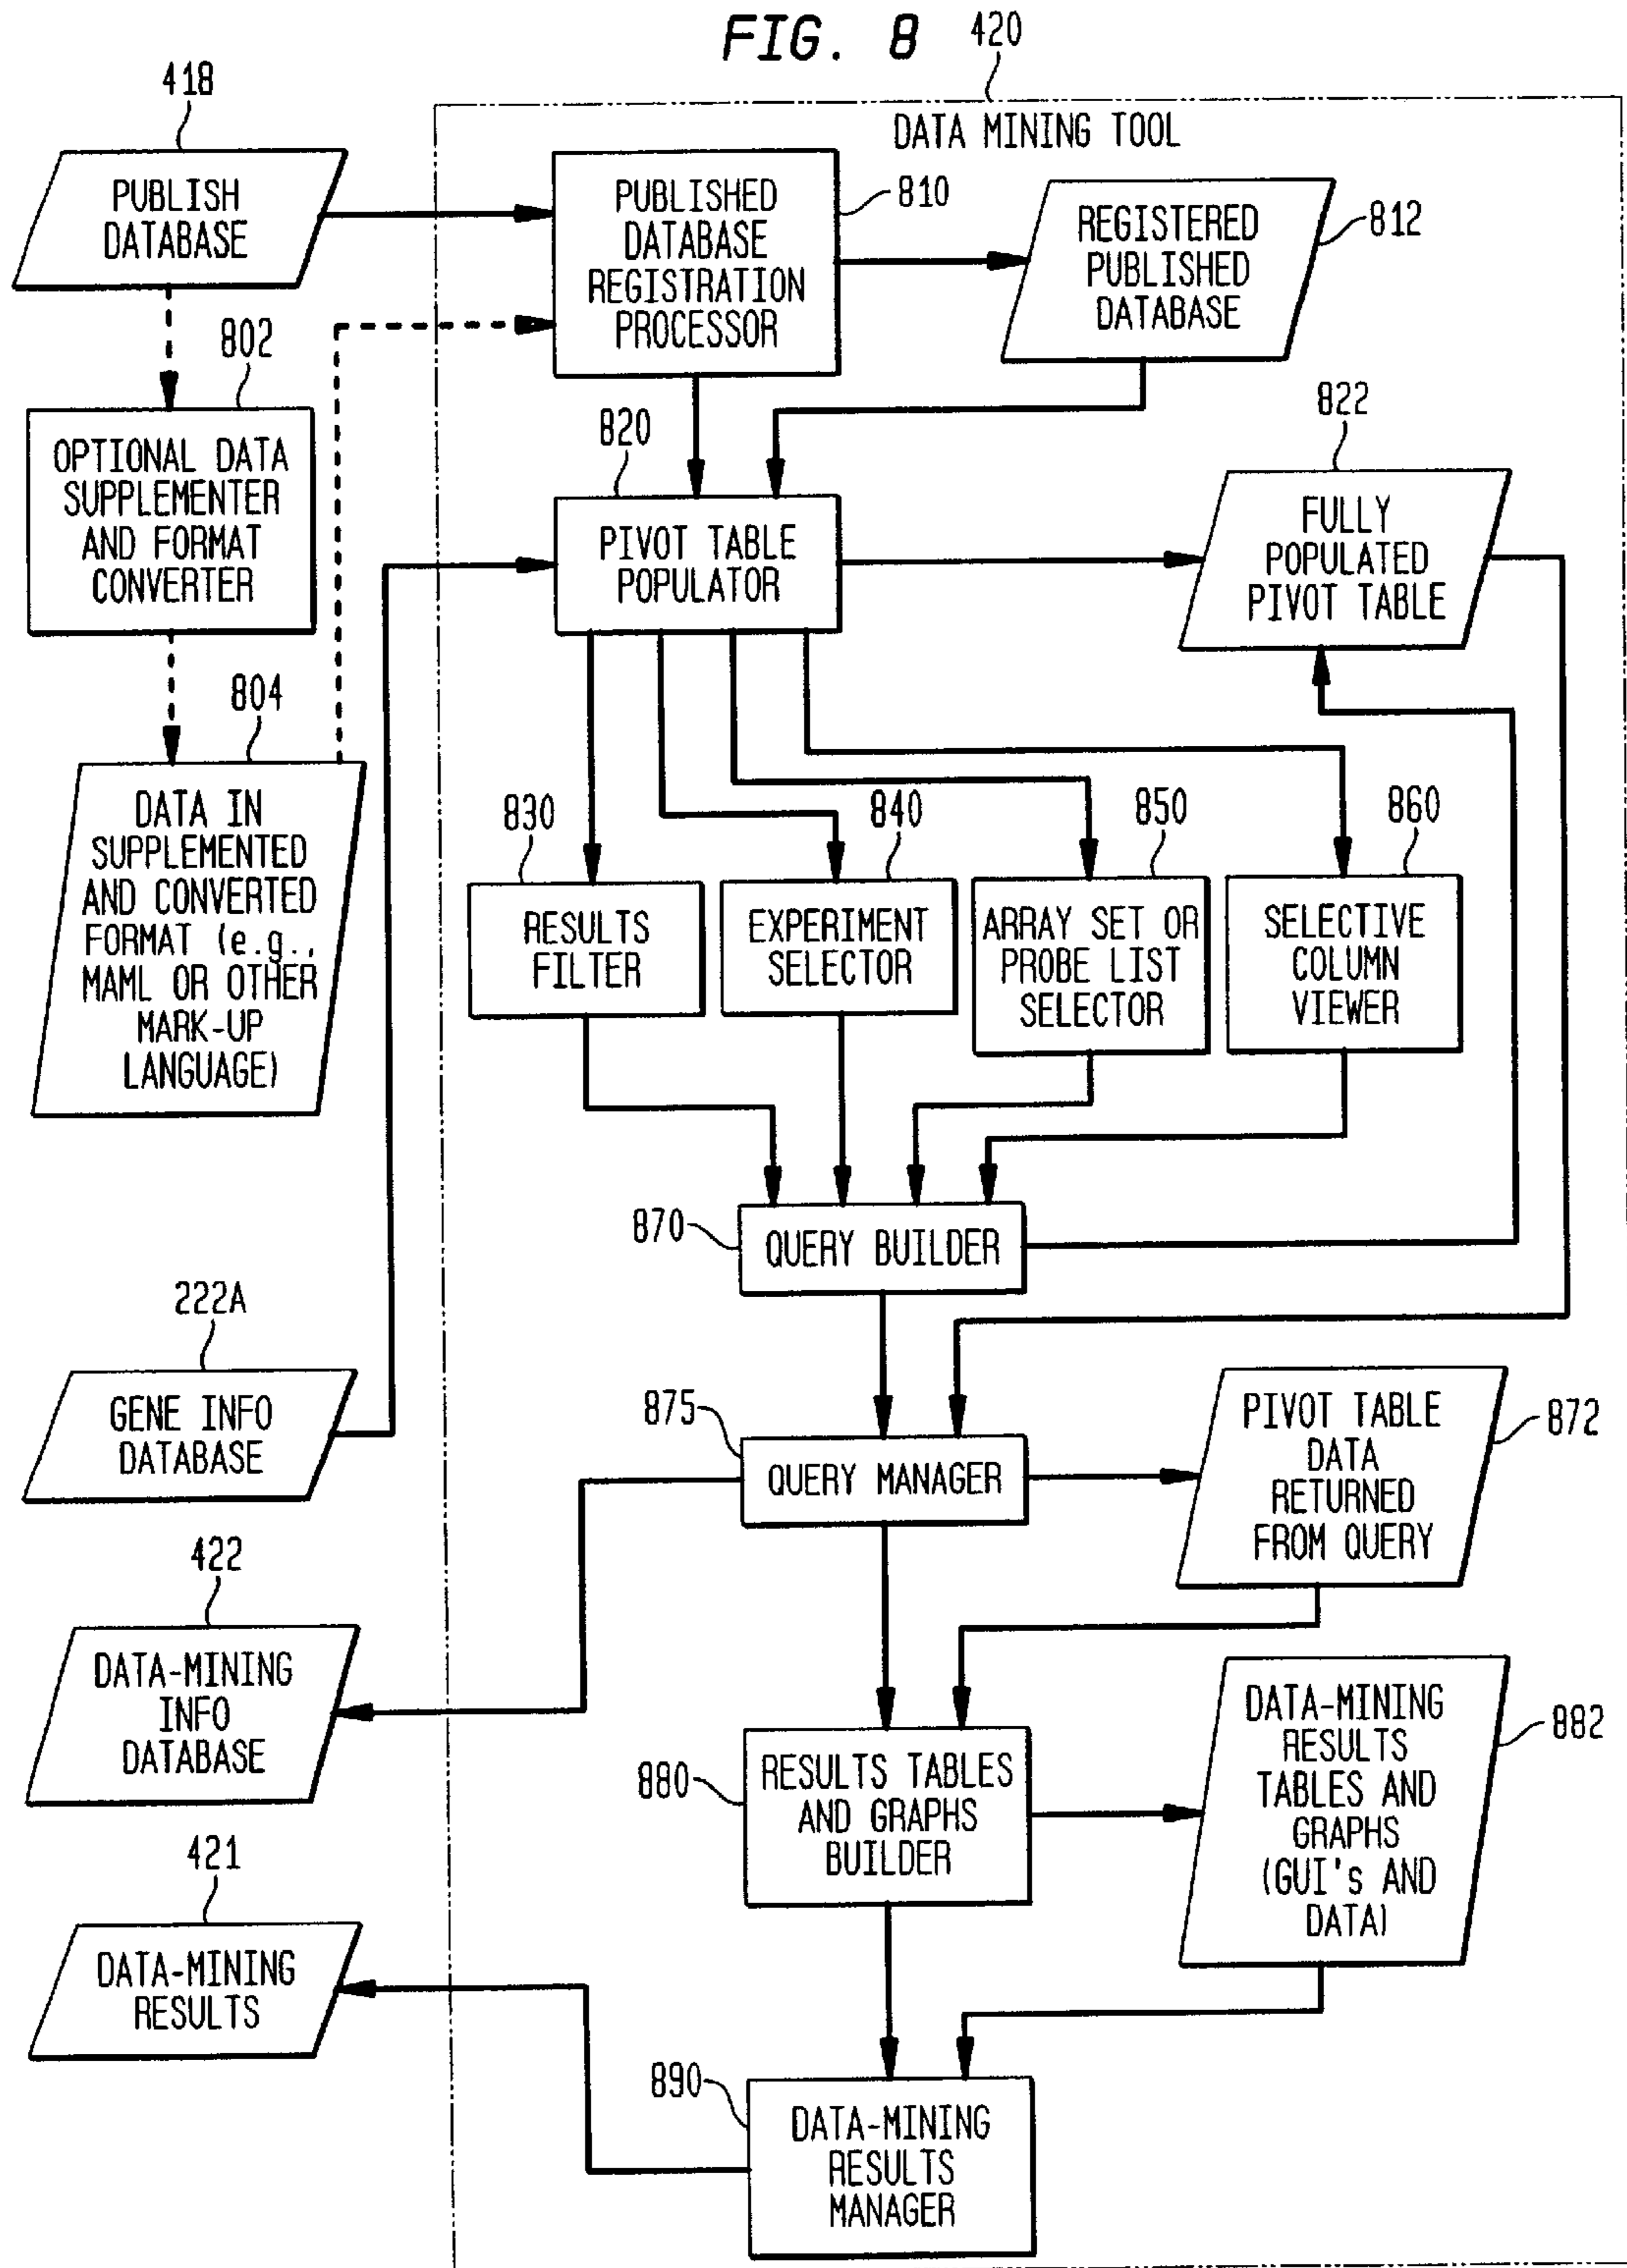 FIG. 8
420
418
DATA MINING TOOL
PUBLISH
DATABASE
PUBLISHED
DATABASE
REGISTRATION
PROCESSOR
810
REGISTERED
PUBLISHED
DATABASE
812
802
OPTIONAL DATA
SUPPLEMENTER
AND FORMAT
CONVERTER
820
PIVOT TABLE
POPULATOR
822
FULLY
POPULATED
PIVOT TABLE
804
DATA IN
SUPPLEMENTED
AND CONVERTED
FORMAT (e.g.,
MAML OR OTHER
MARK-UP
LANGUAGE)
830
RESULTS
FILTER
840
EXPERIMENT
SELECTOR
850
ARRAY SET OR
PROBE LIST
SELECTOR
860
SELECTIVE
COLUMN
VIEWER
870
QUERY BUILDER
222A
GENE INFO
DATABASE
875
QUERY MANAGER
PIVOT TABLE
DATA
RETURNED
FROM QUERY
872
422
DATA-MINING
INFO
DATABASE
880
RESULTS TABLES
AND GRAPHS
BUILDER
DATA-MINING
RESULTS
TABLES AND
GRAPHS
(GUI's AND
DATA)
882
421
DATA-MINING
RESULTS
890
DATA-MINING
RESULTS
MANAGER